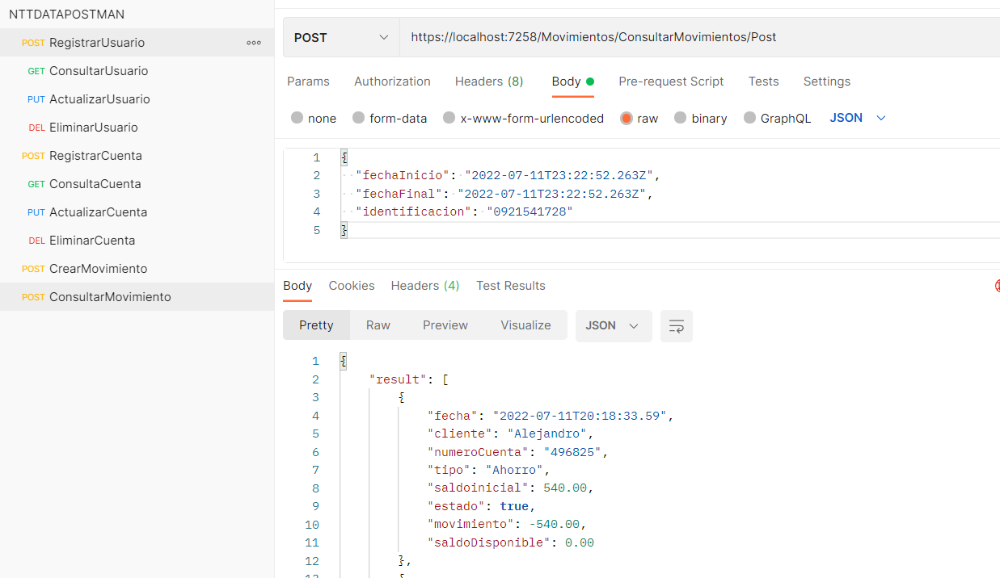 NTTDATAPOSTMAN
POST RegistrarUsuario
GET ConsultarUsuario
PUT ActualizarUsuario
DEL EliminarUsuario
POST RegistrarCuenta
GET ConsultaCuenta
PUT ActualizarCuenta
DEL EliminarCuenta
POST CrearMovimiento
POST ConsultarMovimiento
POST https://localhost:7258/Movimientos/ConsultarMovimientos/Post
Params Authorization Headers (8) Body Pre-request Script Tests Settings
none form-data x-www-form-urlencoded raw binary GraphQL JSON
1 {
2 "fechaInicio": "2022-07-11T23:22:52.263Z",
3 "fechaFinal": "2022-07-11T23:22:52.263Z",
4 "identificacion": "0921541728"
5 }
Body Cookies Headers (4) Test Results
Pretty Raw Preview Visualize JSON
1 {
2 "result": [
3 {
4 "fecha": "2022-07-11T20:18:33.59",
5 "cliente": "Alejandro",
6 "numeroCuenta": "496825",
7 "tipo": "Ahorro",
8 "saldoinicial": 540.00,
9 "estado": true,
10 "movimiento": -540.00,
11 "saldoDisponible": 0.00
12 },
13 {